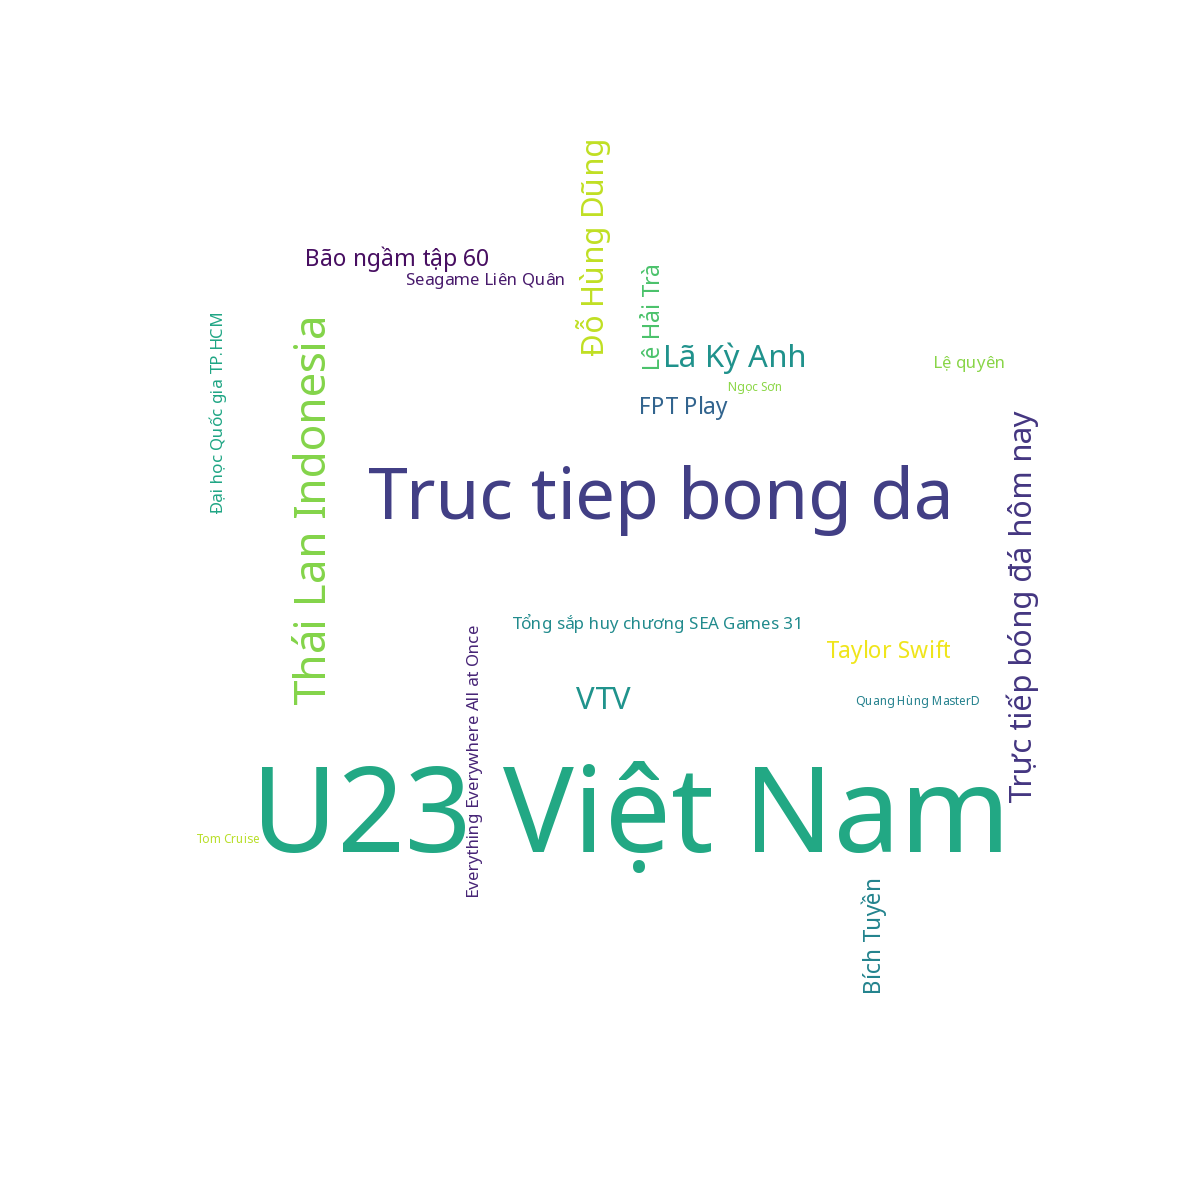 Đỗ Hùng Dũng
Bão ngầm tập 60
Seagame Liên Quân
Lê Hải Trà
Đại học Quốc gia TP.HCM
Thái Lan Indonesia
Lã Kỳ Anh
Lệ quyên
Ngọc Sơn
FPT Play
Trực tiếp bóng đá hôm nay
Truc tiep bong da
Tổng sắp huy chương SEA Games 31
Everything Everywhere All at Once
Taylor Swift
VTV
Quang Hùng MasterD
U23 Việt Nam
Tom Cruise
Bích Tuyền